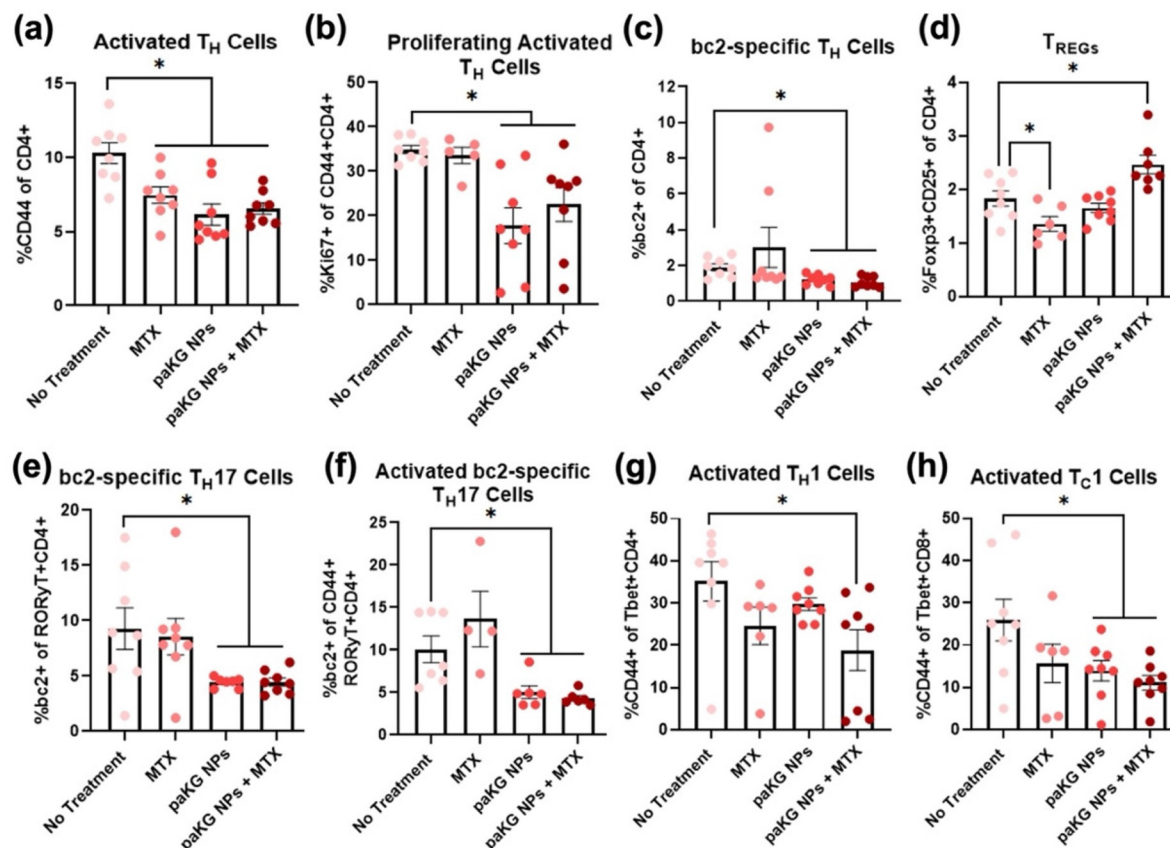 (a)
Activated TH Cells
*
%CD44 of CD4+
15
10
5
0
No Treatment
MTX
paKG NPs
paKG NPs + MTX
(b)
Proliferating Activated
TH Cells
*
%Ki67+ of CD44+CD4+
50
40
30
20
10
0
No Treatment
MTX
paKG NPs
paKG NPs + MTX
(c)
bc2-specific TH Cells
*
%bc2+ of CD4+
12
10
8
6
4
2
0
No Treatment
MTX
paKG NPs
paKG NPs + MTX
(d)
TREGs
*
*
%Foxp3+CD25+ of CD4+
4
3
2
1
0
No Treatment
MTX
paKG NPs
paKG NPs + MTX
(e)
bc2-specific TH17 Cells
*
%bc2+ of RORyT+CD4+
20
15
10
5
0
No Treatment
MTX
paKG NPs
paKG NPs + MTX
(f)
Activated bc2-specific
TH17 Cells
*
%bc2+ of CD44+
RORyT+CD4+
25
20
15
10
5
0
No Treatment
MTX
paKG NPs
paKG NPs + MTX
(g)
Activated TH1 Cells
*
%CD44+ of Tbet+CD4+
50
40
30
20
10
0
No Treatment
MTX
paKG NPs
paKG NPs + MTX
(h)
Activated TC1 Cells
*
%CD44+ of Tbet+CD8+
50
40
30
20
10
0
No Treatment
MTX
paKG NPs
paKG NPs + MTX